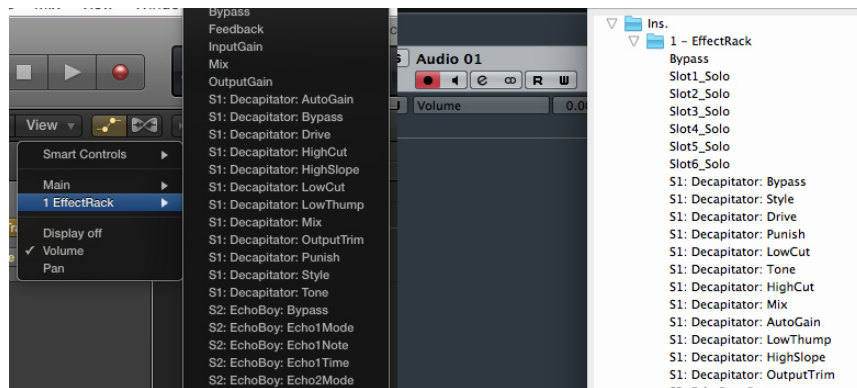 Bypass
Feedback
InputGain
Mix
OutputGain
S1: Decapitator: AutoGain
S1: Decapitator: Bypass
S1: Decapitator: Drive
S1: Decapitator: HighCut
S1: Decapitator: HighSlope
S1: Decapitator: LowCut
S1: Decapitator: LowThump
S1: Decapitator: Mix
S1: Decapitator: OutputTrim
S1: Decapitator: Punish
S1: Decapitator: Style
S1: Decapitator: Tone
S2: EchoBoy: Bypass
S2: EchoBoy: Echo1Mode
S2: EchoBoy: Echo1Note
S2: EchoBoy: Echo1Time
S2: EchoBoy: Echo2Mode
View
Smart Controls
Main
1 EffectRack
Display off
✓ Volume
Pan
Audio 01
e R W
Volume
Ins.
1 – EffectRack
Bypass
Slot1_Solo
Slot2_Solo
Slot3_Solo
Slot4_Solo
Slot5_Solo
Slot6_Solo
S1: Decapitator: Bypass
S1: Decapitator: Style
S1: Decapitator: Drive
S1: Decapitator: Punish
S1: Decapitator: LowCut
S1: Decapitator: Tone
S1: Decapitator: HighCut
S1: Decapitator: Mix
S1: Decapitator: AutoGain
S1: Decapitator: LowThump
S1: Decapitator: HighSlope
S1: Decapitator: OutputTrim